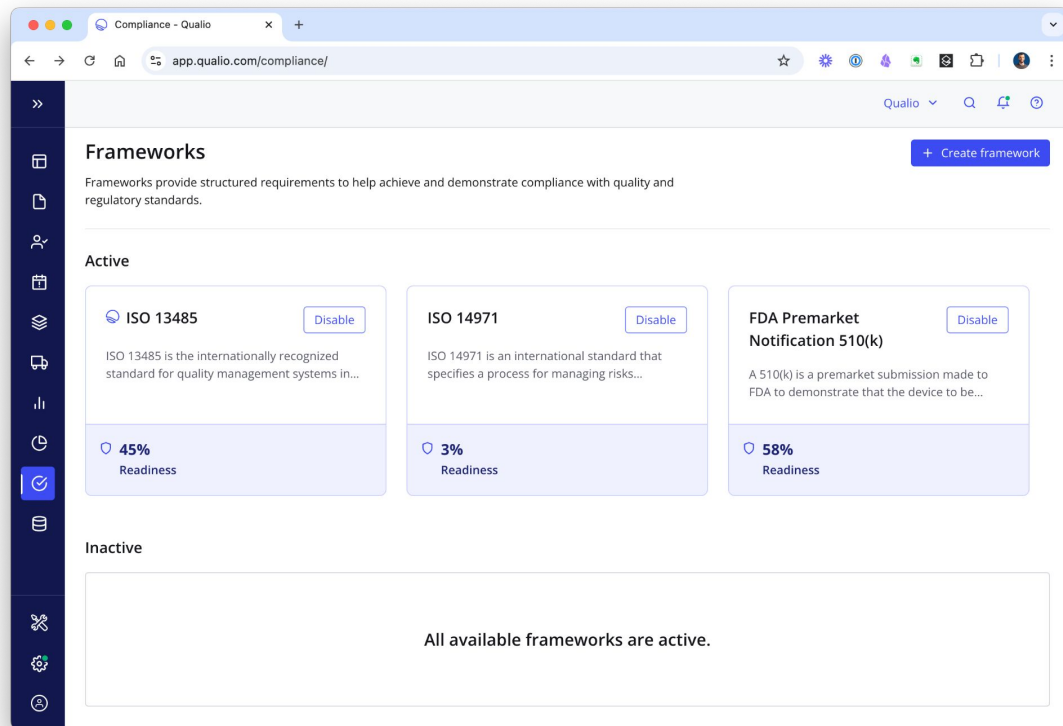 Compliance - Qualio
app.qualio.com/compliance/
Qualio
Frameworks
+ Create framework
Frameworks provide structured requirements to help achieve and demonstrate compliance with quality and
regulatory standards.
Active
ISO 13485
Disable
ISO 13485 is the internationally recognized
standard for quality management systems in...
45%
Readiness
ISO 14971
Disable
ISO 14971 is an international standard that
specifies a process for managing risks...
3%
Readiness
FDA Premarket
Notification 510(k)
Disable
A 510(k) is a premarket submission made to
FDA to demonstrate that the device to be...
58%
Readiness
Inactive
All available frameworks are active.